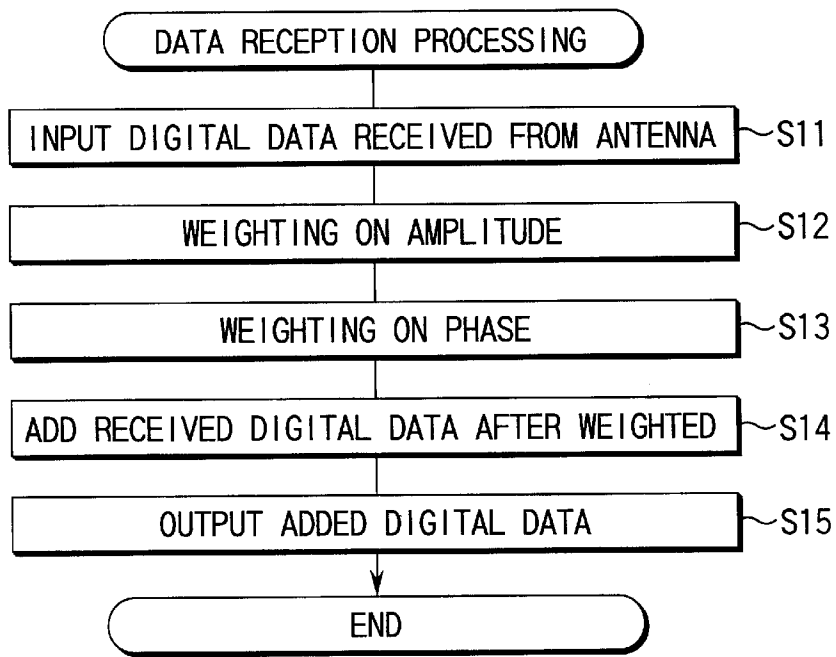 DATA RECEPTION PROCESSING
INPUT DIGITAL DATA RECEIVED FROM ANTENNA S11
WEIGHTING ON AMPLITUDE S12
WEIGHTING ON PHASE S13
ADD RECEIVED DIGITAL DATA AFTER WEIGHTED S14
OUTPUT ADDED DIGITAL DATA S15
END